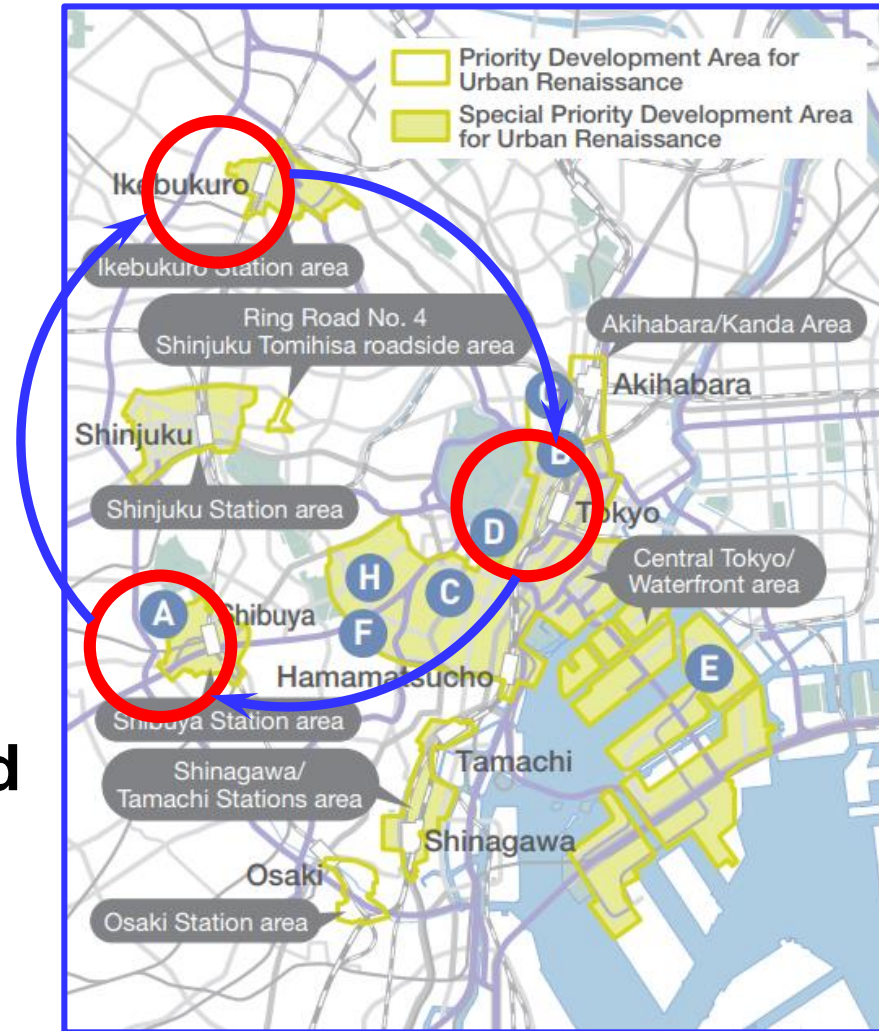 Priority Development Area for
Urban Renaissance
Special Priority Development Area
for Urban Renaissance
Ikebukuro
Ikebukuro Station area
Ring Road No. 4
Shinjuku Tomihisa roadside area
Akihabara/Kanda Area
Akihabara
Shinjuku
Shinjuku Station area
Tokyo
D
Central Tokyo/
Waterfront area
H
C
A
Shibuya
F
E
Hamamatsucho
Shibuya Station area
d
Tamachi
Shinagawa/
Tamachi Stations area
Shinagawa
Osaki
Osaki Station area